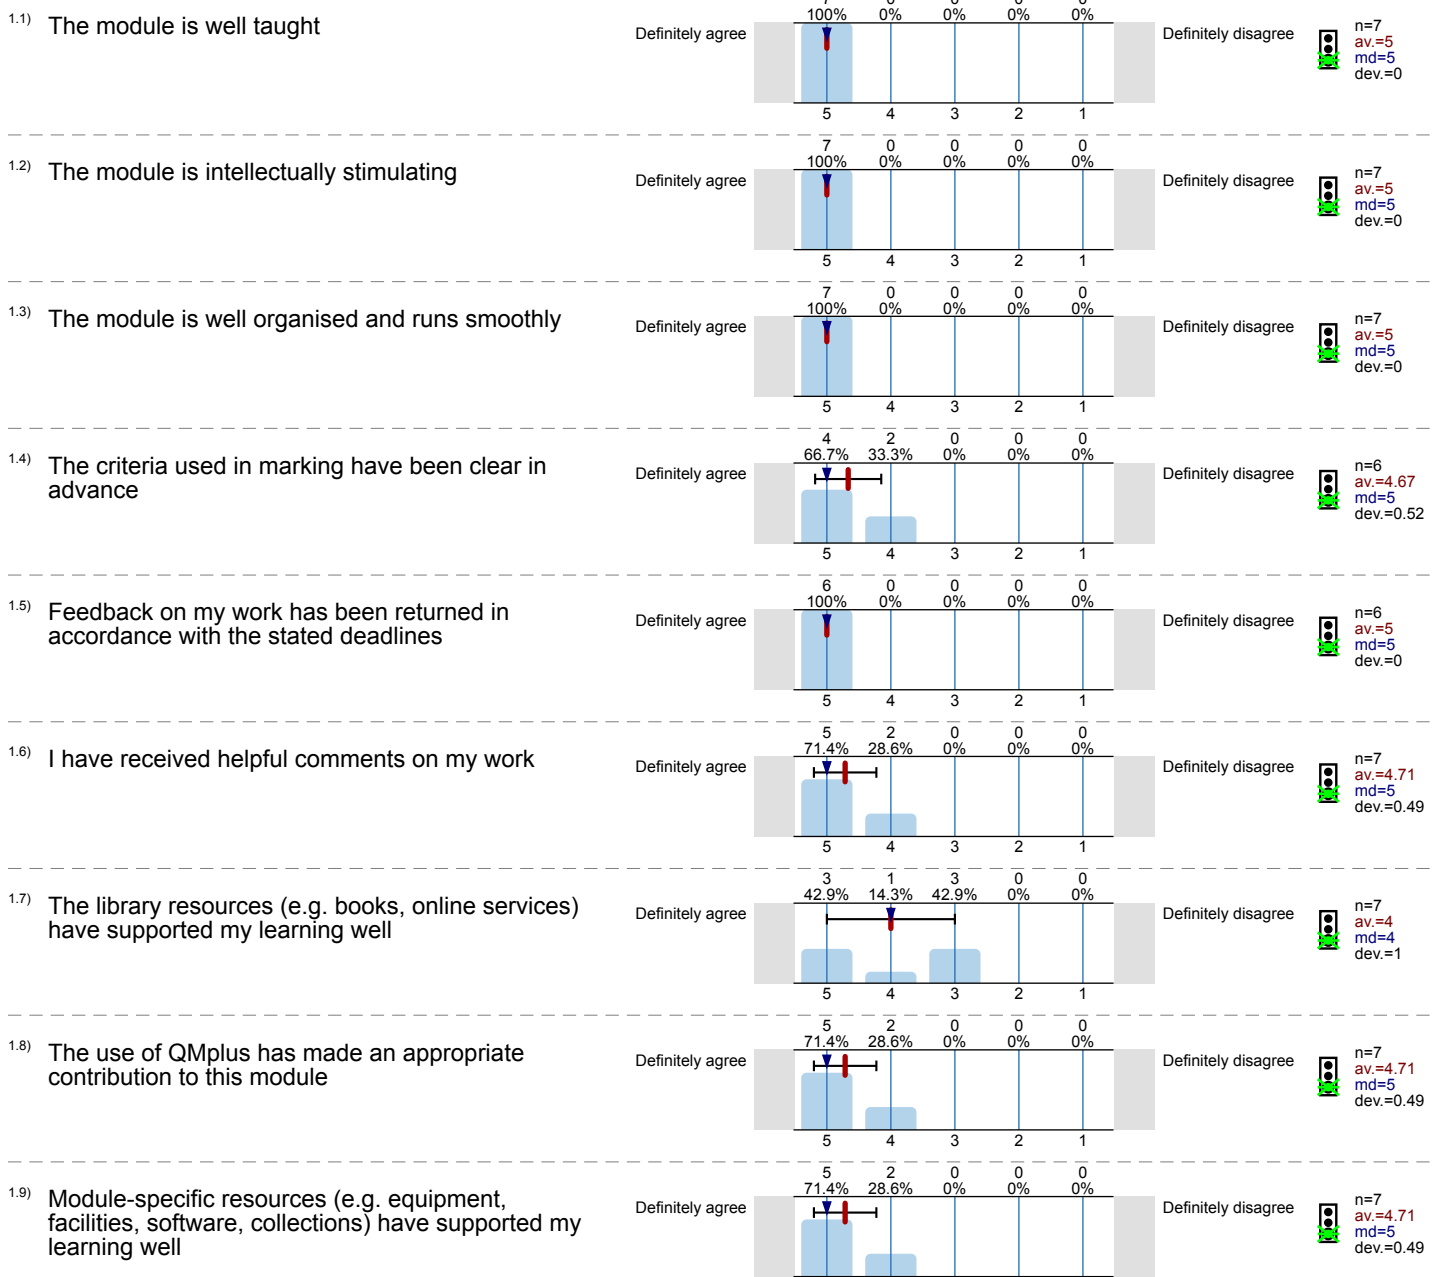 7 0 0 0 0
100% 0% 0% 0% 0%
1.1) The module is well taught
Definitely agree
Definitely disagree
n=7
av.=5
md=5
dev.=0
5 4 3 2 1
7 0 0 0 0
100% 0% 0% 0% 0%
1.2) The module is intellectually stimulating
Definitely agree
Definitely disagree
n=7
av.=5
md=5
dev.=0
5 4 3 2 1
7 0 0 0 0
100% 0% 0% 0% 0%
1.3) The module is well organised and runs smoothly
Definitely agree
Definitely disagree
n=7
av.=5
md=5
dev.=0
5 4 3 2 1
4 2 0 0 0
66.7% 33.3% 0% 0% 0%
1.4) The criteria used in marking have been clear in
advance
Definitely agree
Definitely disagree
n=6
av.=4.67
md=5
dev.=0.52
5 4 3 2 1
6 0 0 0 0
100% 0% 0% 0% 0%
1.5) Feedback on my work has been returned in
accordance with the stated deadlines
Definitely agree
Definitely disagree
n=6
av.=5
md=5
dev.=0
5 4 3 2 1
5 2 0 0 0
71.4% 28.6% 0% 0% 0%
1.6) I have received helpful comments on my work
Definitely agree
Definitely disagree
n=7
av.=4.71
md=5
dev.=0.49
5 4 3 2 1
3 1 3 0 0
42.9% 14.3% 42.9% 0% 0%
1.7) The library resources (e.g. books, online services)
have supported my learning well
Definitely agree
Definitely disagree
n=7
av.=4
md=4
dev.=1
5 4 3 2 1
5 2 0 0 0
71.4% 28.6% 0% 0% 0%
1.8) The use of QMplus has made an appropriate
contribution to this module
Definitely agree
Definitely disagree
n=7
av.=4.71
md=5
dev.=0.49
5 4 3 2 1
5 2 0 0 0
71.4% 28.6% 0% 0% 0%
1.9) Module-specific resources (e.g. equipment,
facilities, software, collections) have supported my
learning well
Definitely agree
Definitely disagree
n=7
av.=4.71
md=5
dev.=0.49